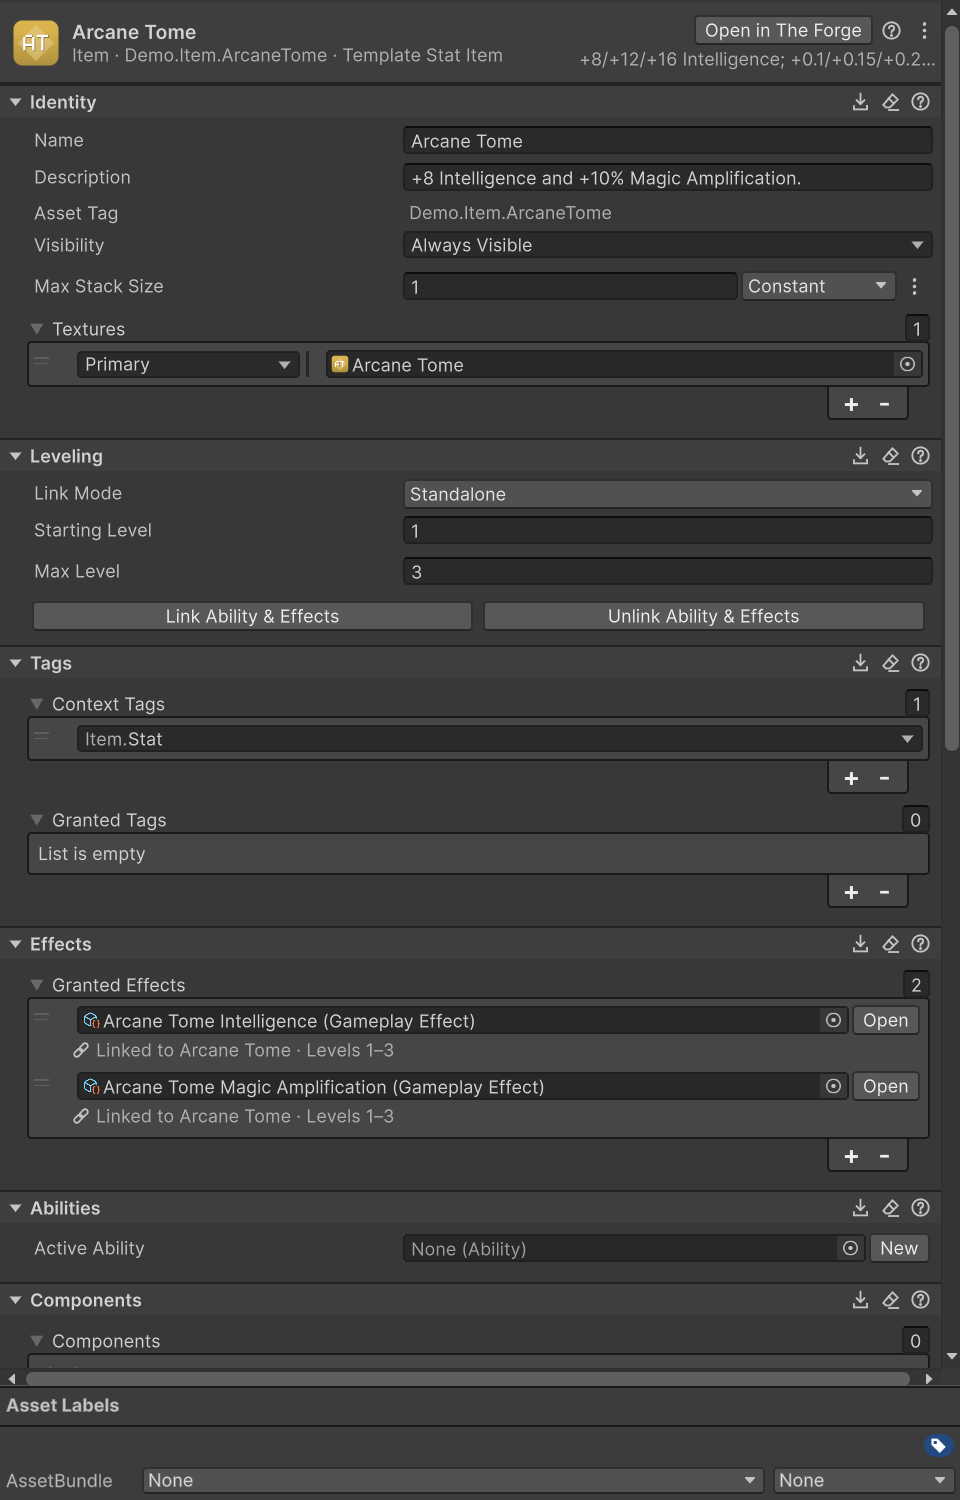 AT
Arcane Tome
Open in The Forge
Item · Demo.Item.ArcaneTome · Template Stat Item
+8/+12/+16 Intelligence; +0.1/+0.15/+0.2...
Identity
Name
Arcane Tome
Description
+8 Intelligence and +10% Magic Amplification.
Asset Tag
Demo.Item.ArcaneTome
Visibility
Always Visible
Max Stack Size
1
Constant
Textures
1
Primary
AT
Arcane Tome
+ -
Leveling
Link Mode
Standalone
Starting Level
1
Max Level
3
Link Ability & Effects
Unlink Ability & Effects
Tags
Context Tags
1
Item.Stat
+ -
Granted Tags
0
List is empty
+ -
Effects
Granted Effects
2
Arcane Tome Intelligence (Gameplay Effect)
Open
Linked to Arcane Tome · Levels 1–3
Arcane Tome Magic Amplification (Gameplay Effect)
Open
Linked to Arcane Tome · Levels 1–3
+ -
Abilities
Active Ability
None (Ability)
New
Components
Components
0
Asset Labels
AssetBundle
None
None